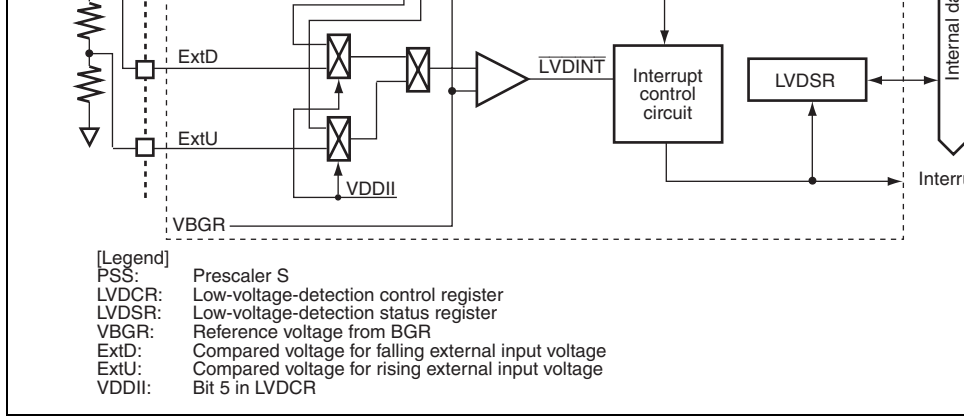 ExtD
ExtU
VDDII
VBGR
LVDINT
Interrupt
control
circuit
LVDSR
Internal
[Legend]
PSS: Prescaler S
LVDCR: Low-voltage-detection control register
LVDSR: Low-voltage-detection status register
VBGR: Reference voltage from BGR
ExtD: Compared voltage for falling external input voltage
ExtU: Compared voltage for rising external input voltage
VDDII: Bit 5 in LVDCR